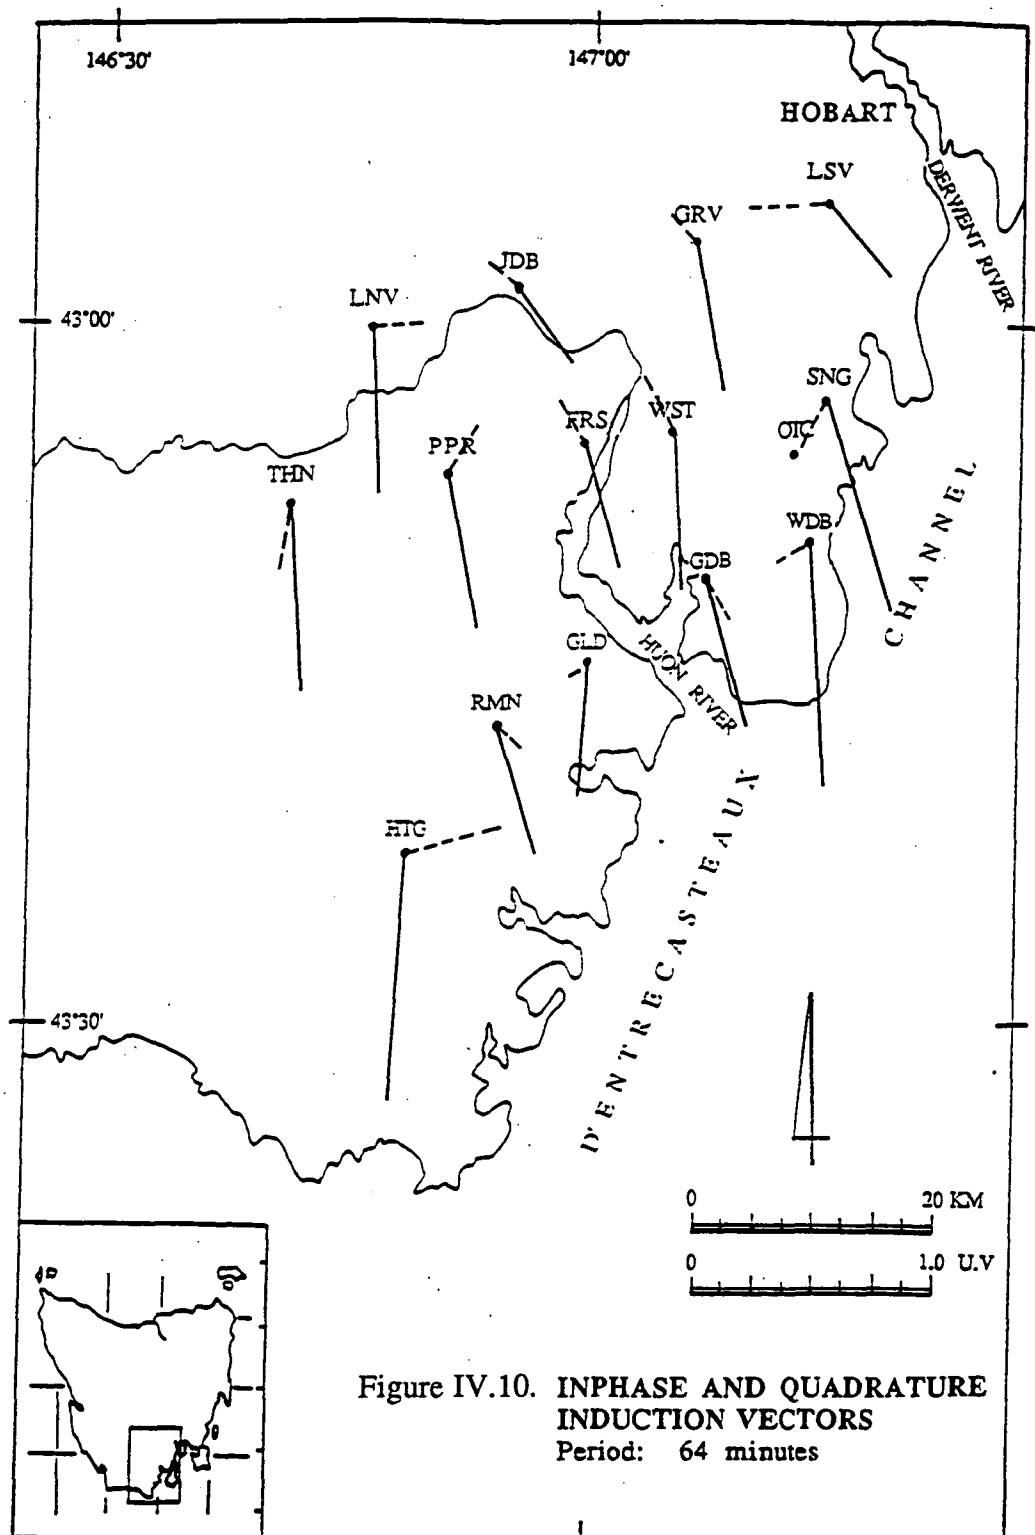 146°30'
147°00'
HOBART
LSV
DERWENT RIVER
GRV
JDB
LNV
43°00'
SNG
WST
FRS
OTC
PPR
THN
WDB
CHANNEL
GDB
GLD
HUON RIVER
RMN
HTG
D'ENTRECASTEAUX
43°30'
0 20 KM
0 1.0 U.V
Figure IV.10. INPHASE AND QUADRATURE
INDUCTION VECTORS
Period: 64 minutes